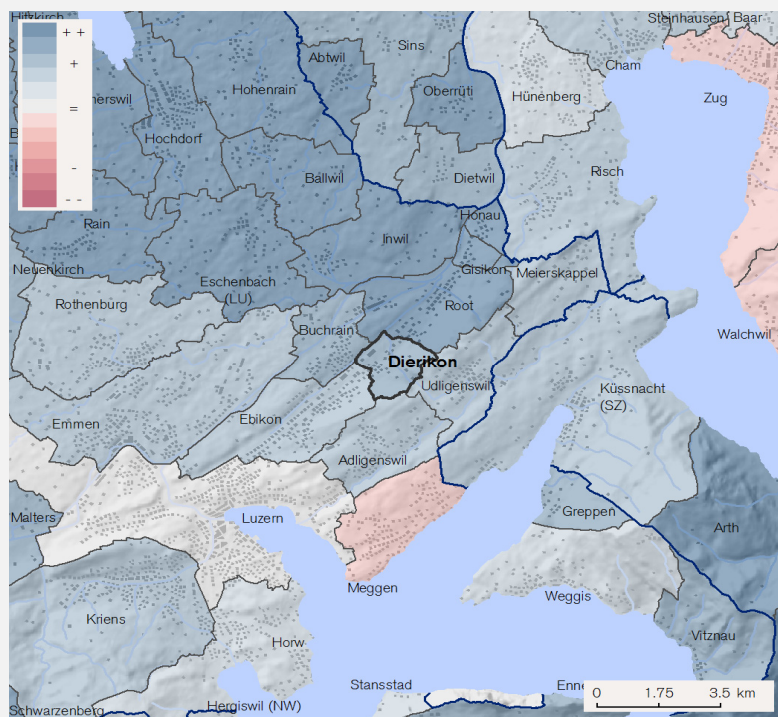 Hitzkirch
Steinhausen
Baar
+ +
+
=
-
- -
Sins
Abtwil
Cham
Hohenrain
Oberrüti
Hünenberg
Zug
merswil
Hochdorf
Ballwil
Dietwil
Risch
Honau
Rain
Inwil
Neuenkirch
Eschenbach
(LU)
Gisikon
Meierskappel
Rothenburg
Root
Buchrain
Walchwil
Dierikon
Udligenswil
Küssnacht
(SZ)
Emmen
Ebikon
Adligenswil
Malters
Luzern
Greppen
Arth
Meggen
Weggis
Kriens
Vitznau
Horw
Stansstad
Enne
Schwarzenberg
Hergiswil (NW)
0 1.75 3.5 km